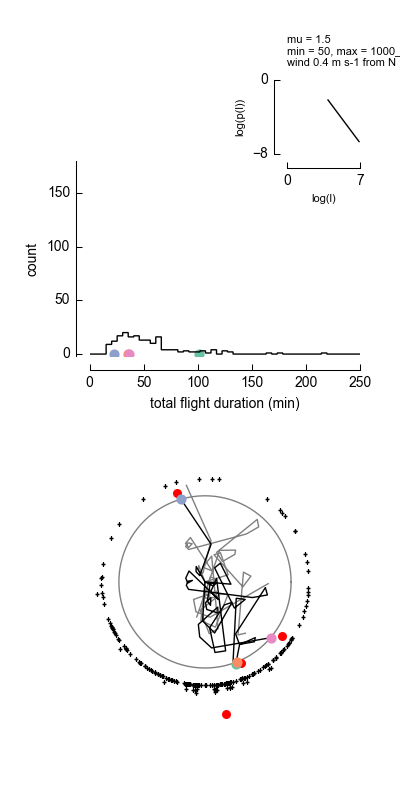 mu = 1.5
min = 50, max = 1000_
wind 0.4 m s-1 from N
0
log(p(l))
−8
0 7
log(l)
150
100
50
0
count
0 50 100 150 200 250
total flight duration (min)